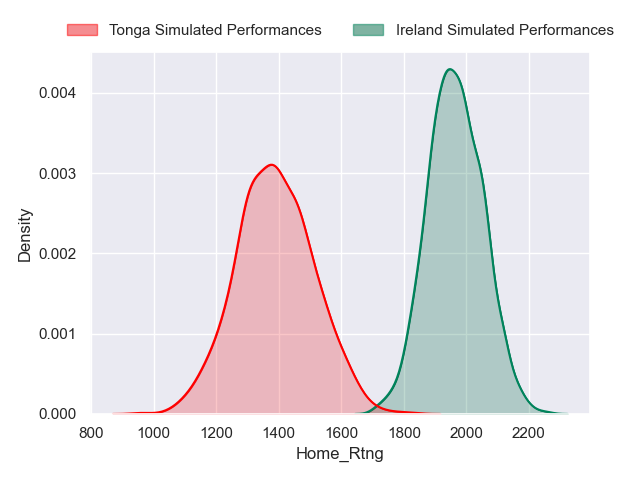 Tonga Simulated Performances
Ireland Simulated Performances
0.004
0.003
0.002
0.001
0.000
Density
800 1000 1200 1400 1600 1800 2000 2200
Home_Rtng